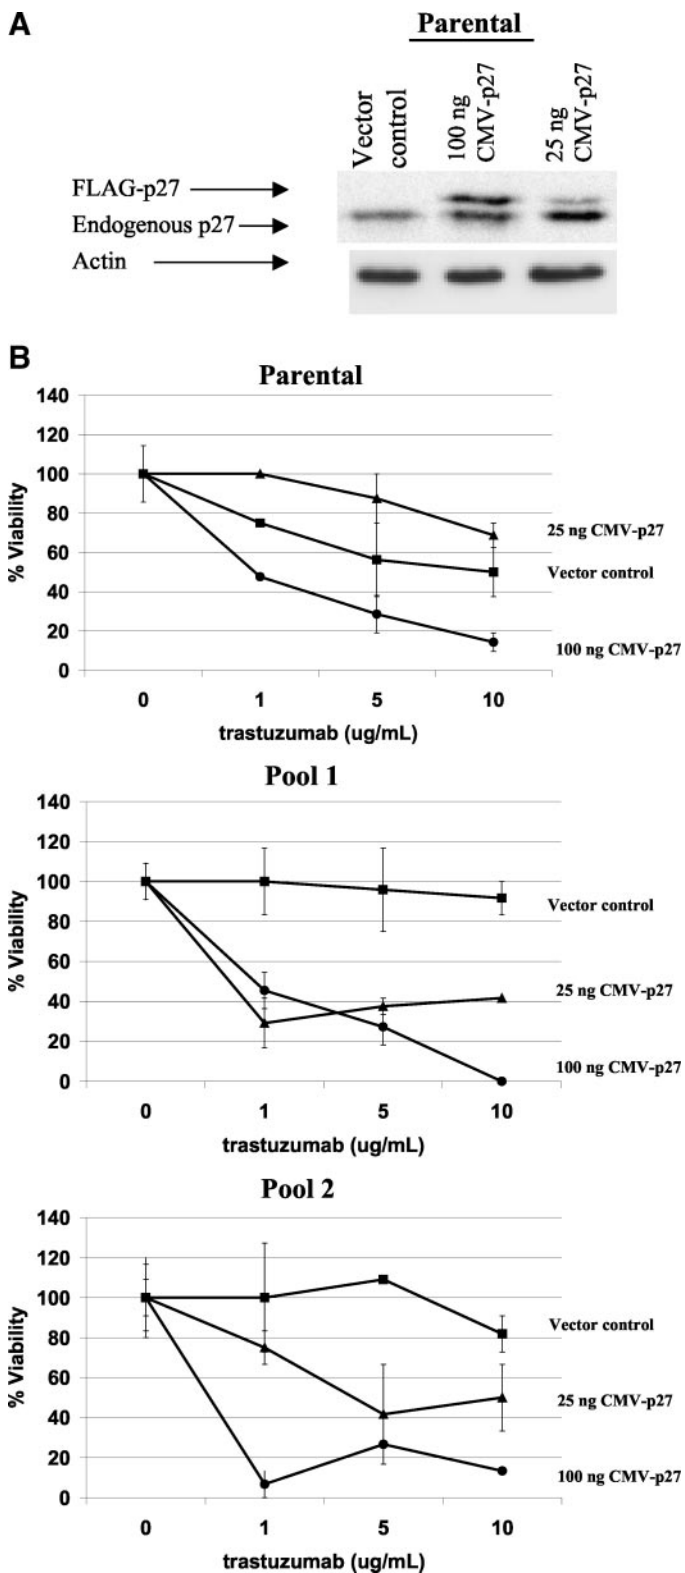 A
Parental
Vector control
100 ng CMV-p27
25 ng CMV-p27
FLAG-p27
Endogenous p27
Actin
B
Parental
140
120
100
80
60
40
20
0
% Viability
0 1 5 10
trastuzumab (ug/mL)
25 ng CMV-p27
Vector control
100 ng CMV-p27
Pool 1
140
120
100
80
60
40
20
0
% Viability
0 1 5 10
trastuzumab (ug/mL)
Vector control
25 ng CMV-p27
100 ng CMV-p27
Pool 2
140
120
100
80
60
40
20
0
% Viability
0 1 5 10
trastuzumab (ug/mL)
Vector control
25 ng CMV-p27
100 ng CMV-p27